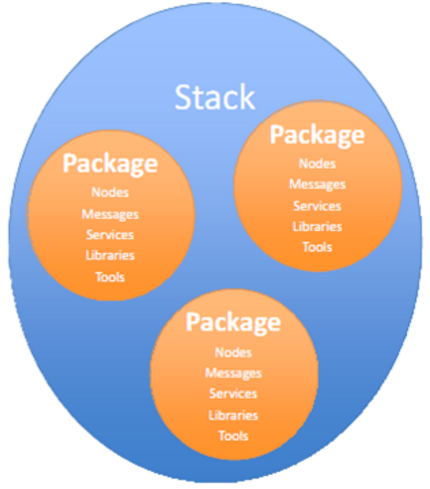 Stack
Package
Nodes
Messages
Services
Libraries
Tools
Package
Nodes
Messages
Services
Libraries
Tools
Package
Nodes
Messages
Services
Libraries
Tools